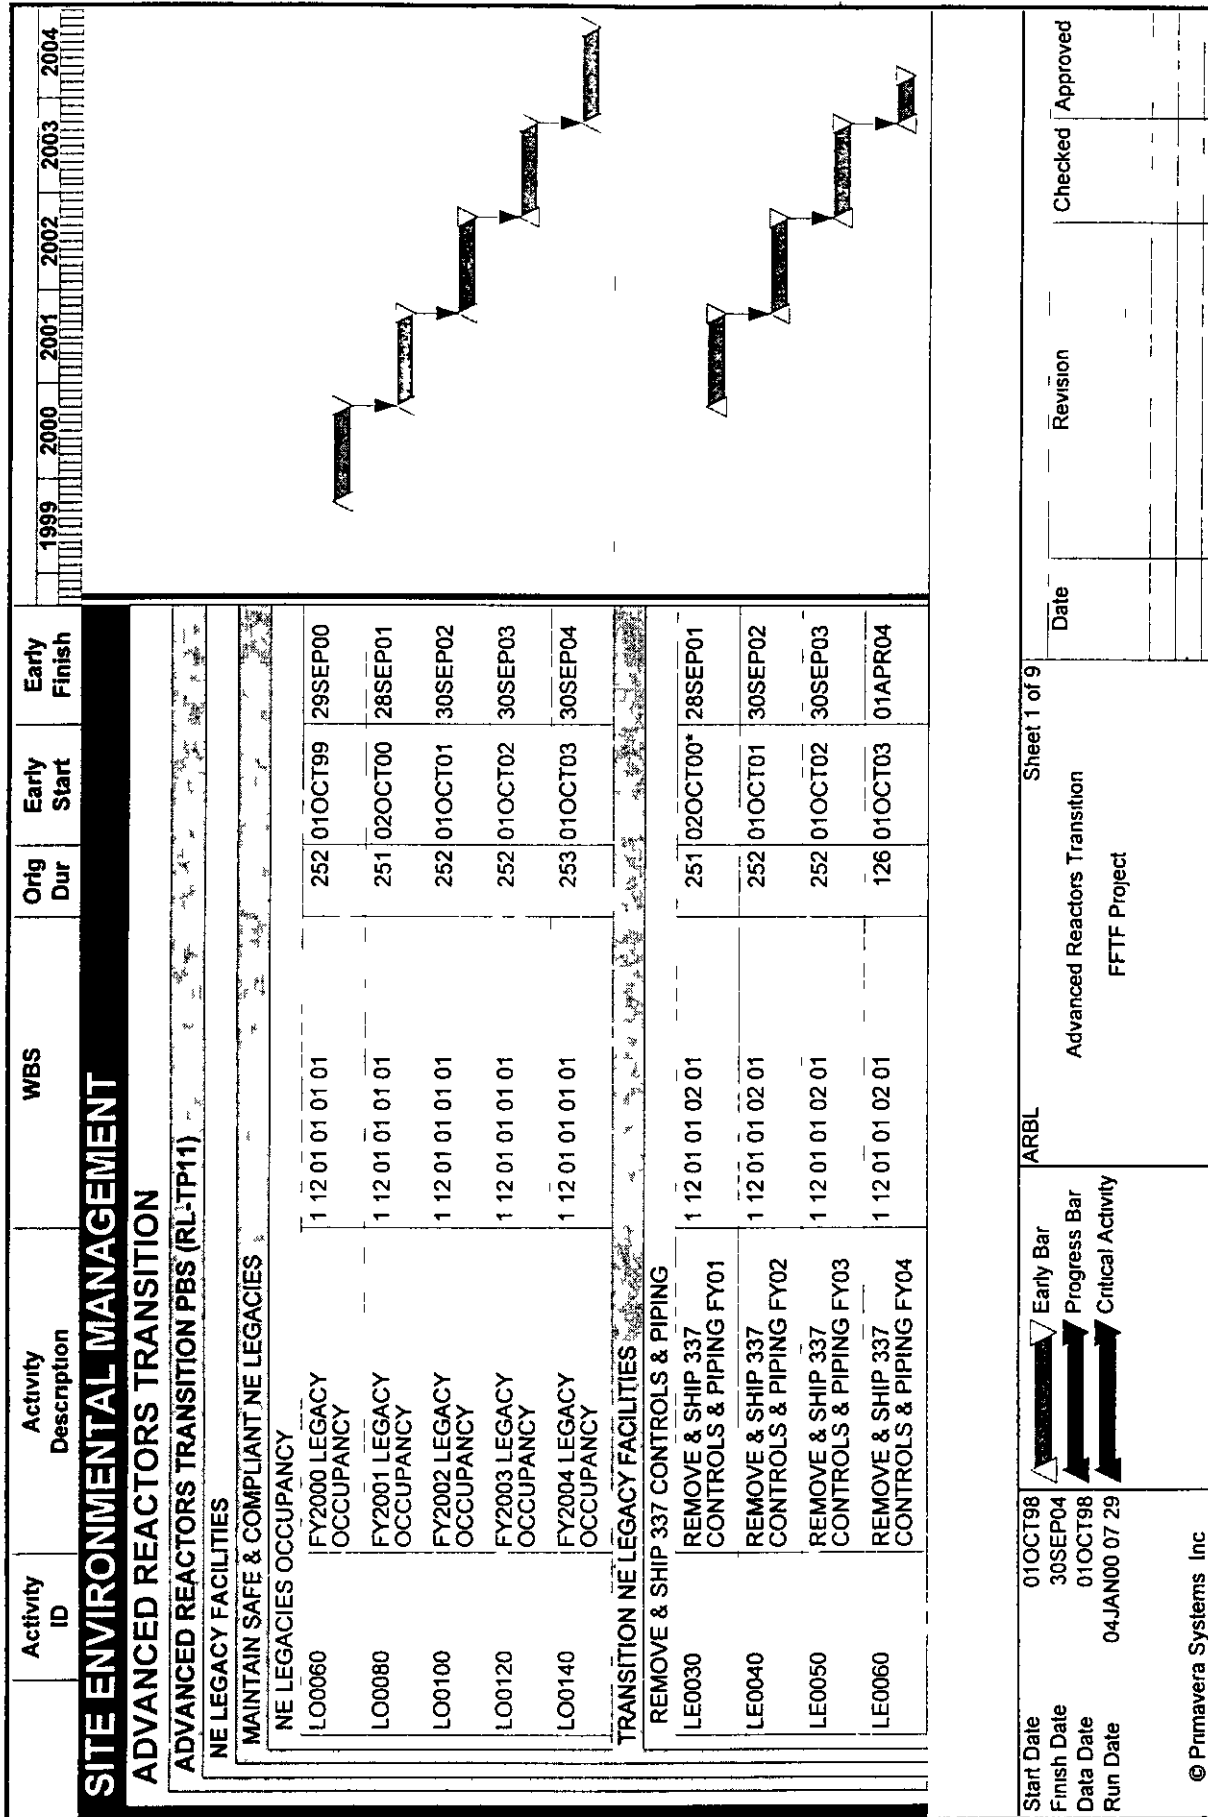 Activity ID Activity Description WBS Orig Dur Early Start Early Finish 1999 2000 2001 2002 2003 2004
SITE ENVIRONMENTAL MANAGEMENT
ADVANCED REACTORS TRANSITION
ADVANCED REACTORS TRANSITION PBS (RL-TP11)
NE LEGACY FACILITIES
MAINTAIN SAFE & COMPLIANT NE LEGACIES
NE LEGACIES OCCUPANCY
LO0060 FY2000 LEGACY 1 12 01 01 01 01 252 01OCT99 29SEP00
OCCUPANCY
LO0080 FY2001 LEGACY 1 12 01 01 01 01 251 02OCT00 28SEP01
OCCUPANCY
LO0100 FY2002 LEGACY 1 12 01 01 01 01 252 01OCT01 30SEP02
OCCUPANCY
LO0120 FY2003 LEGACY 1 12 01 01 01 01 252 01OCT02 30SEP03
OCCUPANCY
LO0140 FY2004 LEGACY 1 12 01 01 01 01 253 01OCT03 30SEP04
OCCUPANCY
TRANSITION NE LEGACY FACILITIES
REMOVE & SHIP 337 CONTROLS & PIPING
LE0030 REMOVE & SHIP 337 1 12 01 01 02 01 251 02OCT00* 28SEP01
CONTROLS & PIPING FY01
LE0040 REMOVE & SHIP 337 1 12 01 01 02 01 252 01OCT01 30SEP02
CONTROLS & PIPING FY02
LE0050 REMOVE & SHIP 337 1 12 01 01 02 01 252 01OCT02 30SEP03
CONTROLS & PIPING FY03
LE0060 REMOVE & SHIP 337 1 12 01 01 02 01 126 01OCT03 01APR04
CONTROLS & PIPING FY04
Start Date 01OCT98
Finish Date 30SEP04
Data Date 01OCT98
Run Date 04JAN00 07 29
© Primavera Systems Inc
Early Bar
Progress Bar
Critical Activity
ARBL
Sheet 1 of 9
Advanced Reactors Transition
FFTF Project
Date Revision Checked Approved